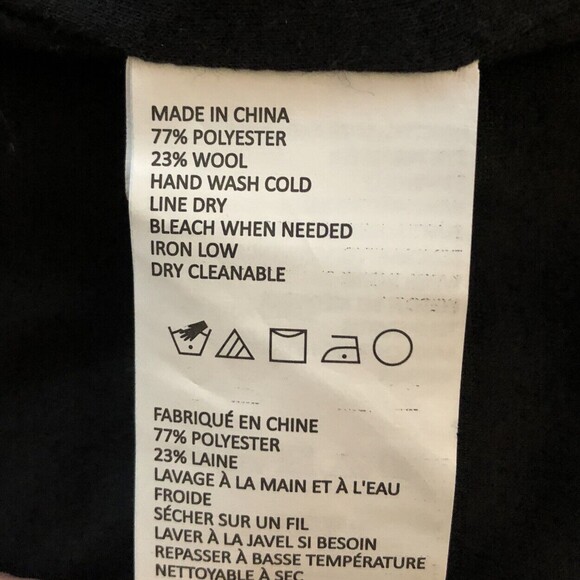 MADE IN CHINA
77% POLYESTER
23% WOOL
HAND WASH COLD
LINE DRY
BLEACH WHEN NEEDED
IRON LOW
DRY CLEANABLE
FABRIQUÉ EN CHINE
77% POLYESTER
23% LAINE
LAVAGE À LA MAIN ET À L'EAU
FROIDE
SÉCHER SUR UN FIL
LAVER À LA JAVEL SI BESOIN
REPASSER À BASSE TEMPÉRATURE
NETTOYABLE À SEC